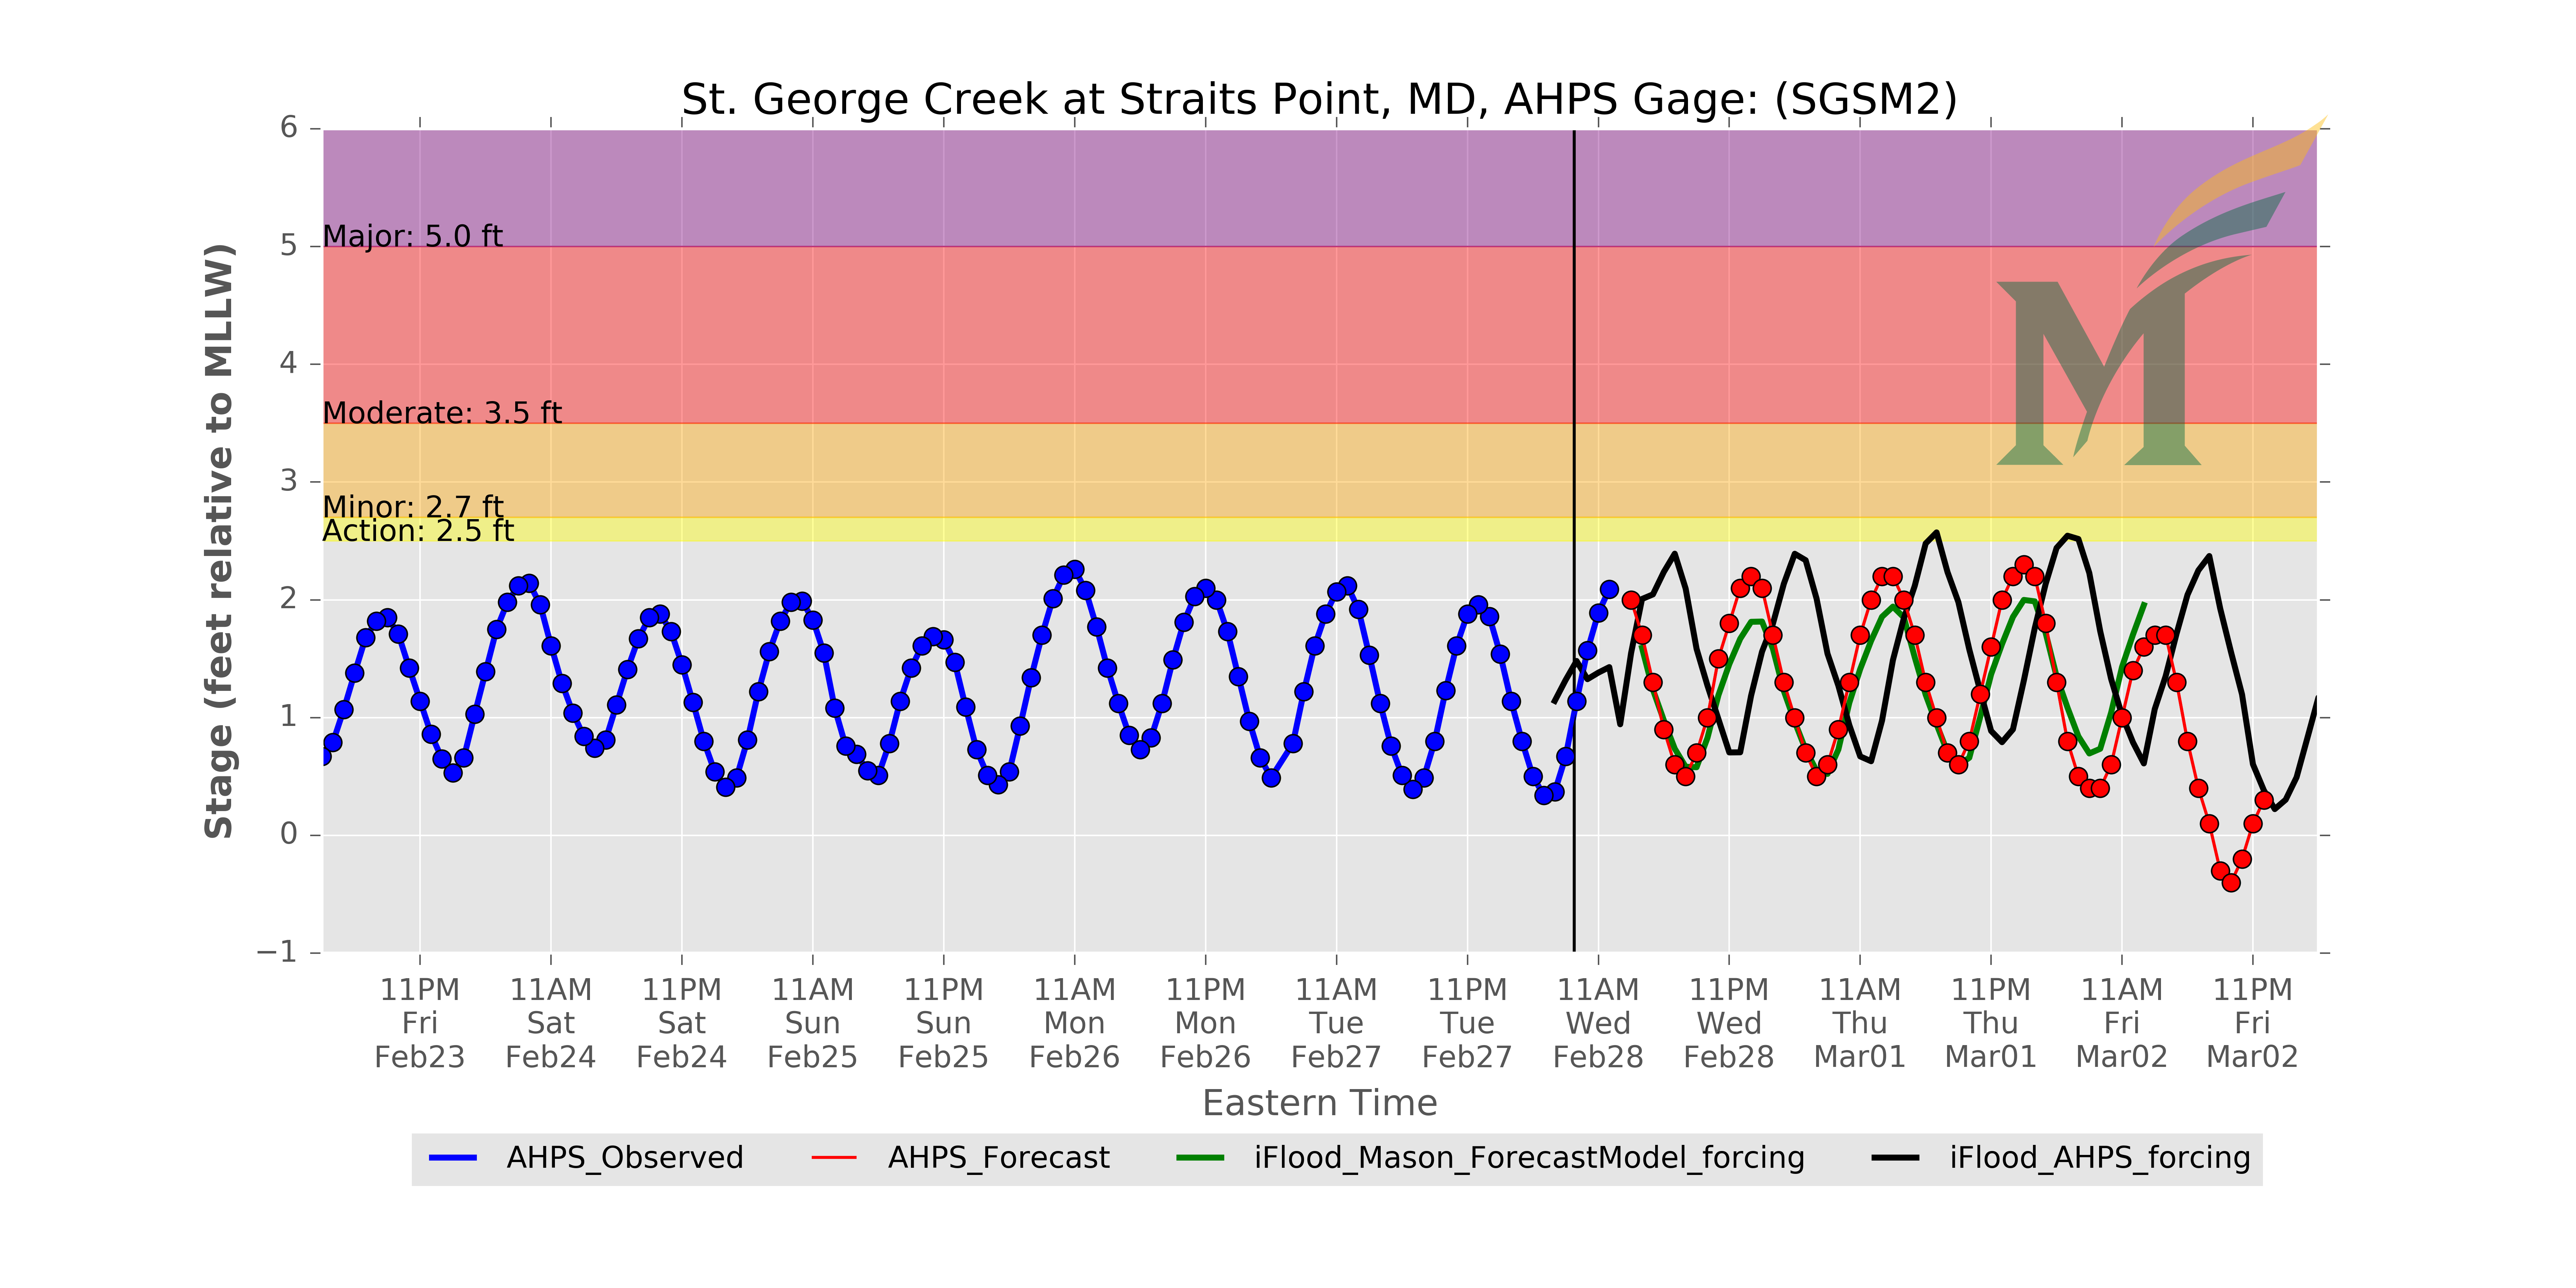 St. George Creek at Straits Point, MD, AHPS Gage: (SGSM2)
6
5
4
3
2
1
0
−1
Stage (feet relative to MLLW)
Major: 5.0 ft
Moderate: 3.5 ft
Minor: 2.7 ft
Action: 2.5 ft
M
11PM 11AM 11PM 11AM 11PM 11AM 11PM 11AM 11PM 11AM 11PM 11AM 11PM 11AM 11PM
Fri Sat Sat Sun Sun Mon Mon Tue Tue Wed Wed Thu Thu Fri Fri
Feb23 Feb24 Feb24 Feb25 Feb25 Feb26 Feb26 Feb27 Feb27 Feb28 Feb28 Mar01 Mar01 Mar02 Mar02
Eastern Time
AHPS_Observed AHPS_Forecast iFlood_Mason_ForecastModel_forcing iFlood_AHPS_forcing